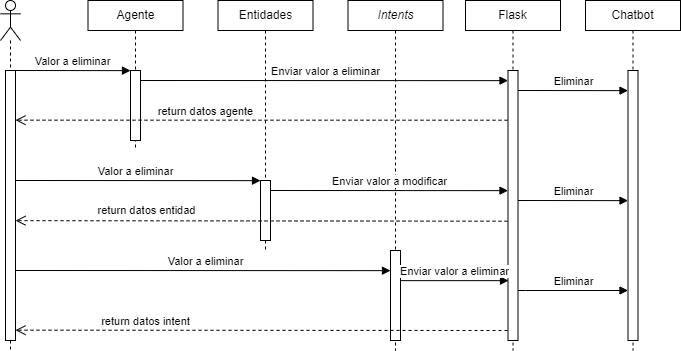 Agente
Entidades
Intents
Flask
Chatbot
Valor a eliminar
Enviar valor a eliminar
Eliminar
return datos agente
Valor a eliminar
Enviar valor a modificar
Eliminar
return datos entidad
Valor a eliminar
Enviar valor a eliminar
Eliminar
return datos intent